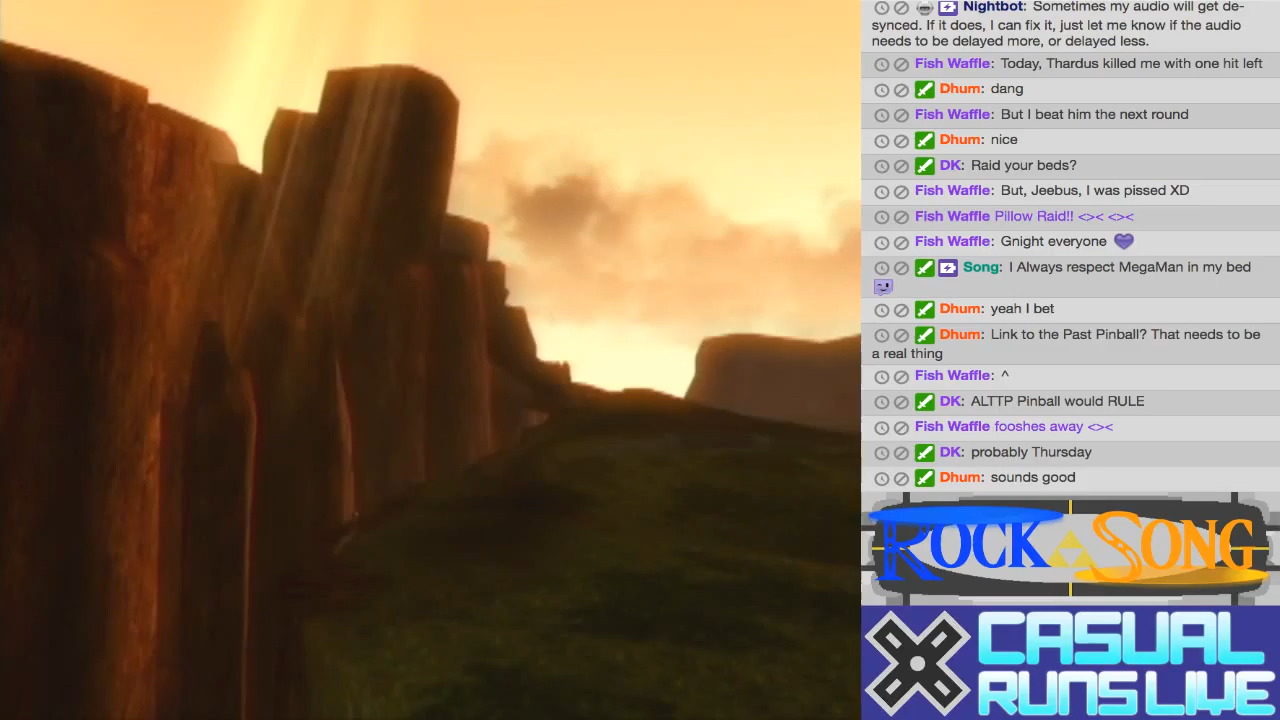 Nightbot: Sometimes my audio will get de-
synced. If it does, I can fix it, just let me know if the audio
needs to be delayed more, or delayed less.
Fish Waffle: Today, Thardus killed me with one hit left
Dhum: dang
Fish Waffle: But I beat him the next round
Dhum: nice
DK: Raid your beds?
Fish Waffle: But, Jeebus, I was pissed XD
Fish Waffle Pillow Raid!! <>< <><
Fish Waffle: Gnight everyone
Song: I Always respect MegaMan in my bed
Dhum: yeah I bet
Dhum: Link to the Past Pinball? That needs to be
a real thing
Fish Waffle: ^
DK: ALTTP Pinball would RULE
Fish Waffle fooshes away <><
DK: probably Thursday
Dhum: sounds good
ROCK SONG
CASUAL
RUNS LIVE